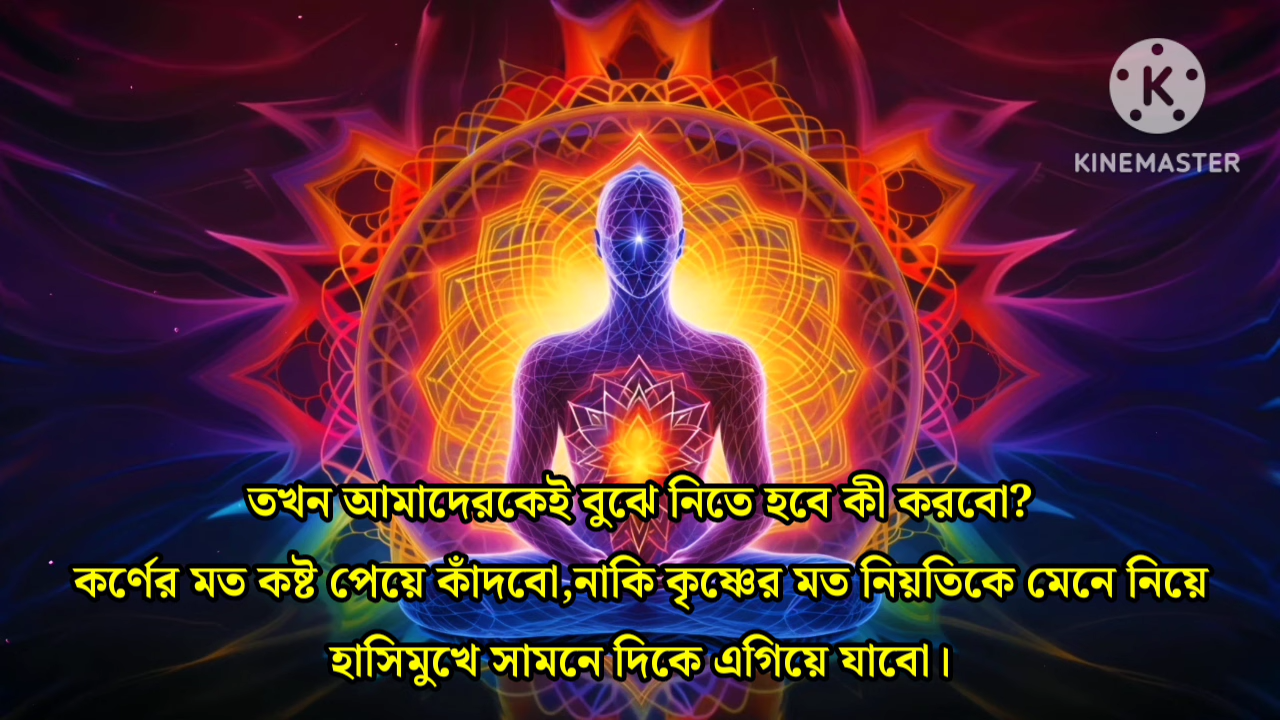 KINEMASTER
তখন আমাদেরকেই বুঝে নিতে হবে কী করবো?
কর্ণের মত কষ্ট পেয়ে কাঁদবো,নাকি কৃষ্ণের মত নিয়তিকে মেনে নিয়ে
হাসিমুখে সামনে দিকে এগিয়ে যাবো।